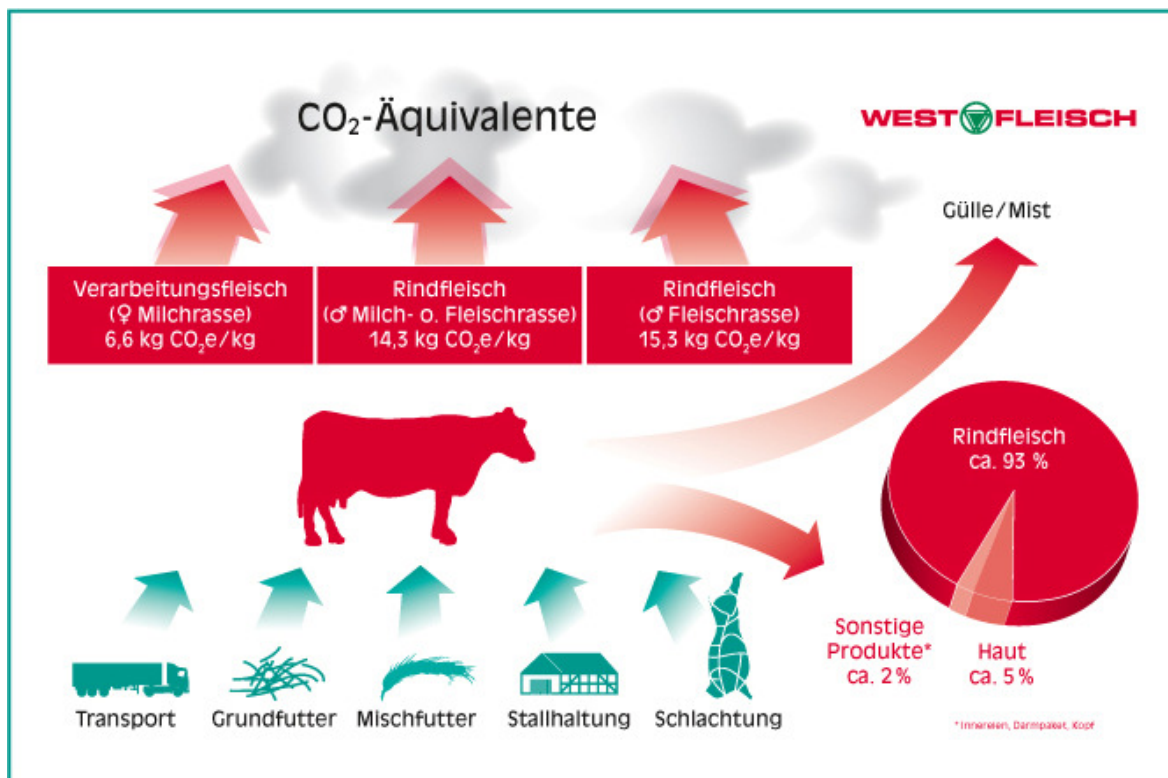 CO₂-Äquivalente
WESTFLEISCH
Gülle/Mist
Verarbeitungsfleisch
(♀ Milchrasse)
6,6 kg CO₂e/kg
Rindfleisch
(♂ Milch- o. Fleischrasse)
14,3 kg CO₂e/kg
Rindfleisch
(♂ Fleischrasse)
15,3 kg CO₂e/kg
Rindfleisch
ca. 93 %
Sonstige
Produkte*
ca. 2 %
Haut
ca. 5 %
Transport
Grundfutter
Mischfutter
Stallhaltung
Schlachtung
* Innereien, Darmpaket, Kopf